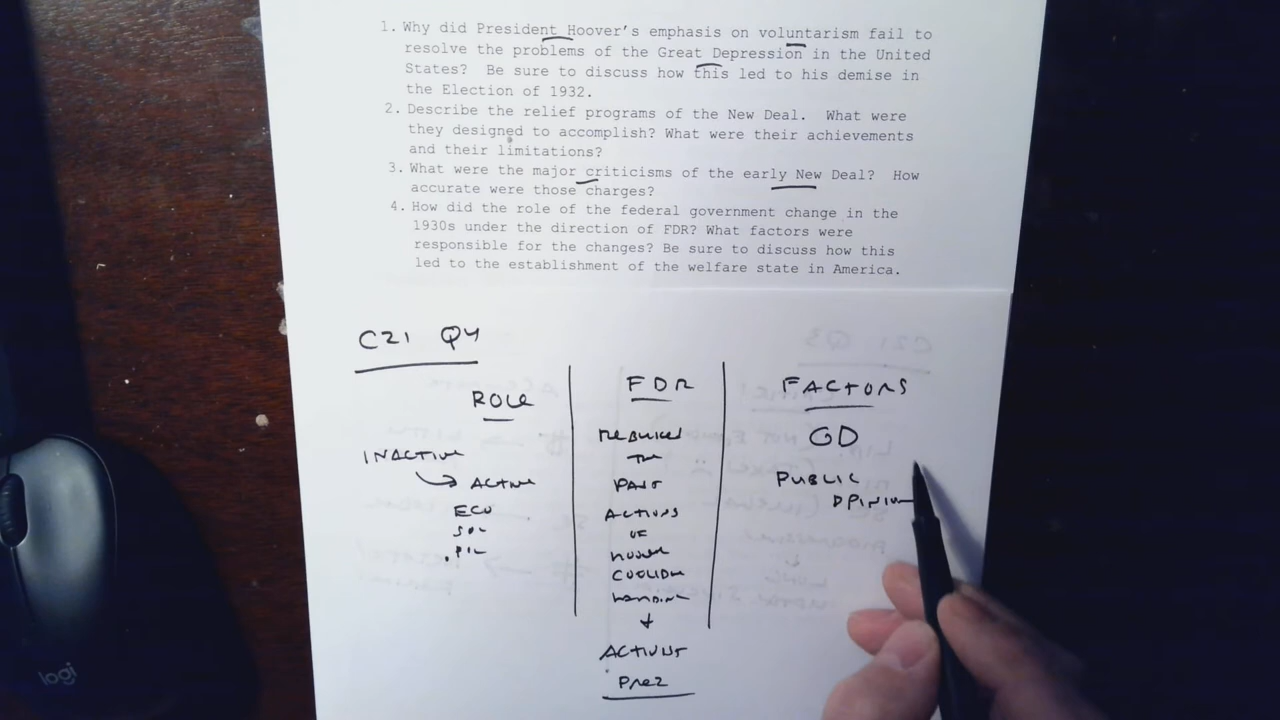 1. Why did President Hoover's emphasis on voluntarism fail to
resolve the problems of the Great Depression in the United
States? Be sure to discuss how this led to his demise in
the Election of 1932.
2. Describe the relief programs of the New Deal. What were
they designed to accomplish? What were their achievements
and their limitations?
3. What were the major criticisms of the early New Deal? How
accurate were those charges?
4. How did the role of the federal government change in the
1930s under the direction of FDR? What factors were
responsible for the changes? Be sure to discuss how this
led to the establishment of the welfare state in America.
C21 Q4
ROLE
INACTIVE
ACTIVE
ECO
SOC
POL
FDR
THE
PAST
ACTIONS
OF
HOOVER
COOLIDGE
HARDING
ACTIVIST
PREZ
FACTORS
GD
PUBLIC
OPINION
logi